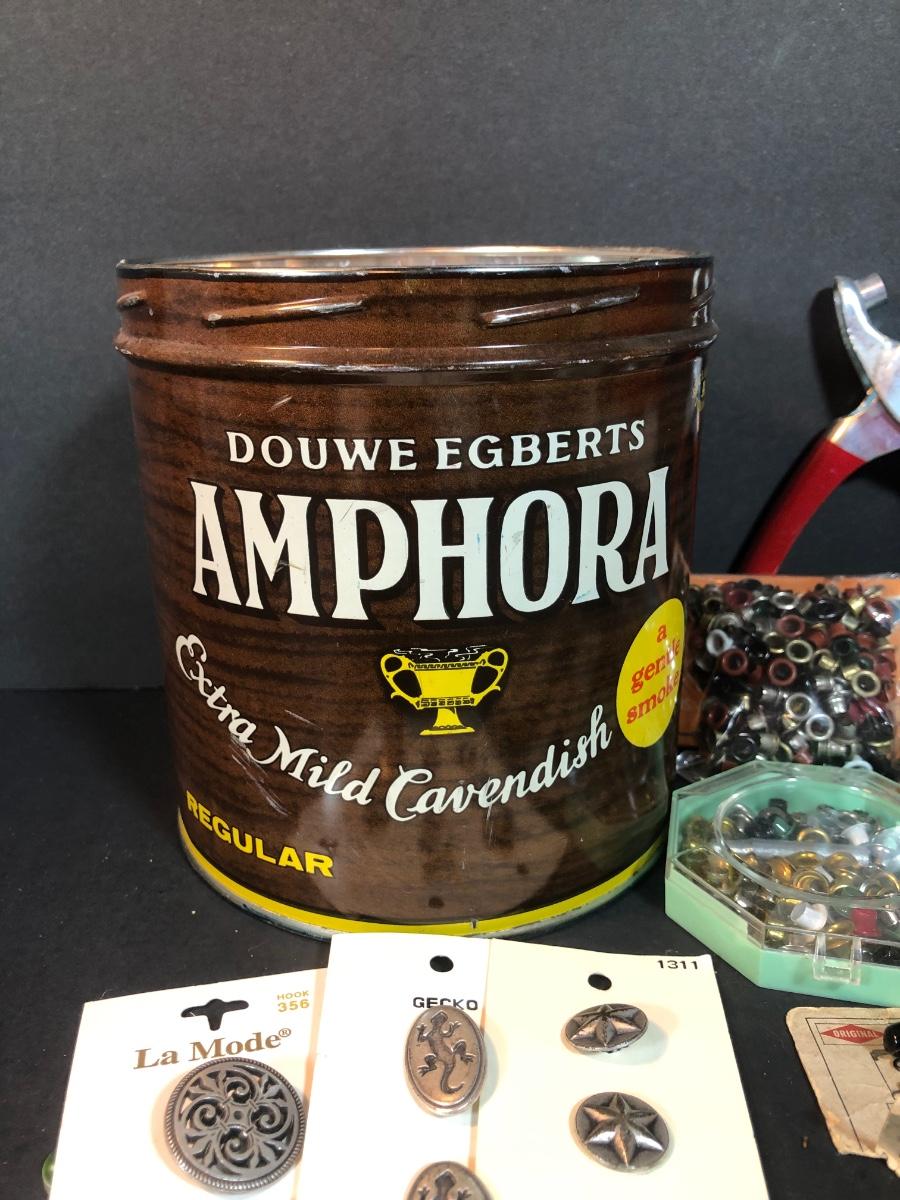 DOUWE EGBERTS
AMPHORA
a
gentle
smoke
Extra Mild Cavendish
REGULAR
HOOK
356
La Mode®
GECKO
1311
ORIGINAL